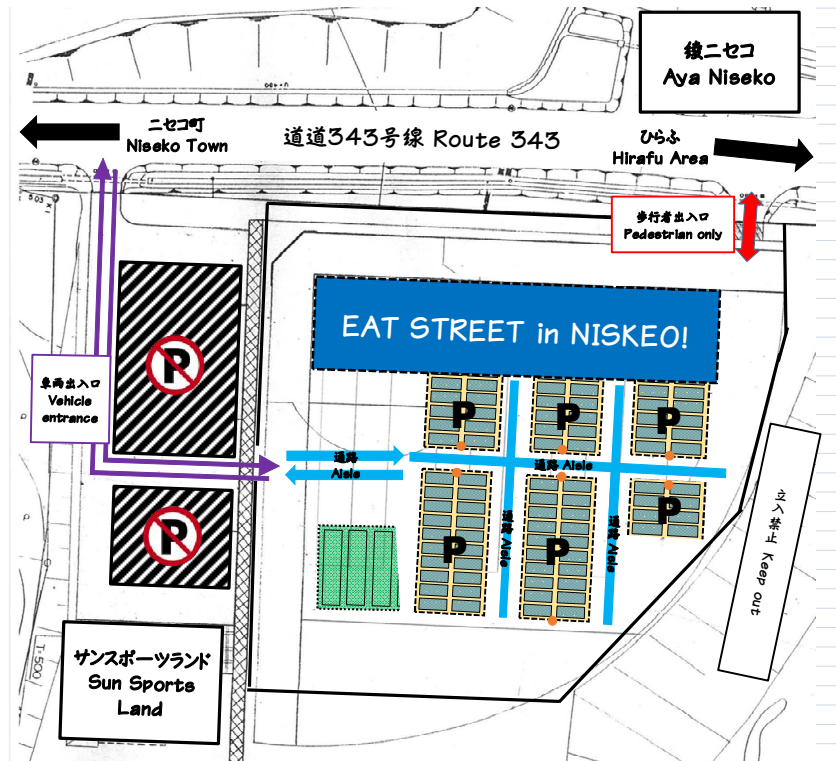 綾ニセコ
Aya Niseko
ニセコ町
Niseko Town
道道343号線 Route 343
ひらふ
Hirafu Area
歩行者出入口
Pedestrian only
EAT STREET in NISKEO!
P
P
P
P
車両出入口
Vehicle
entrance
通路
Aisle
通路 Aisle
P
P
P
P
通路 Aisle
通路 Aisle
立入禁止 Keep out
サンスポーツランド
Sun Sports
Land
T=500